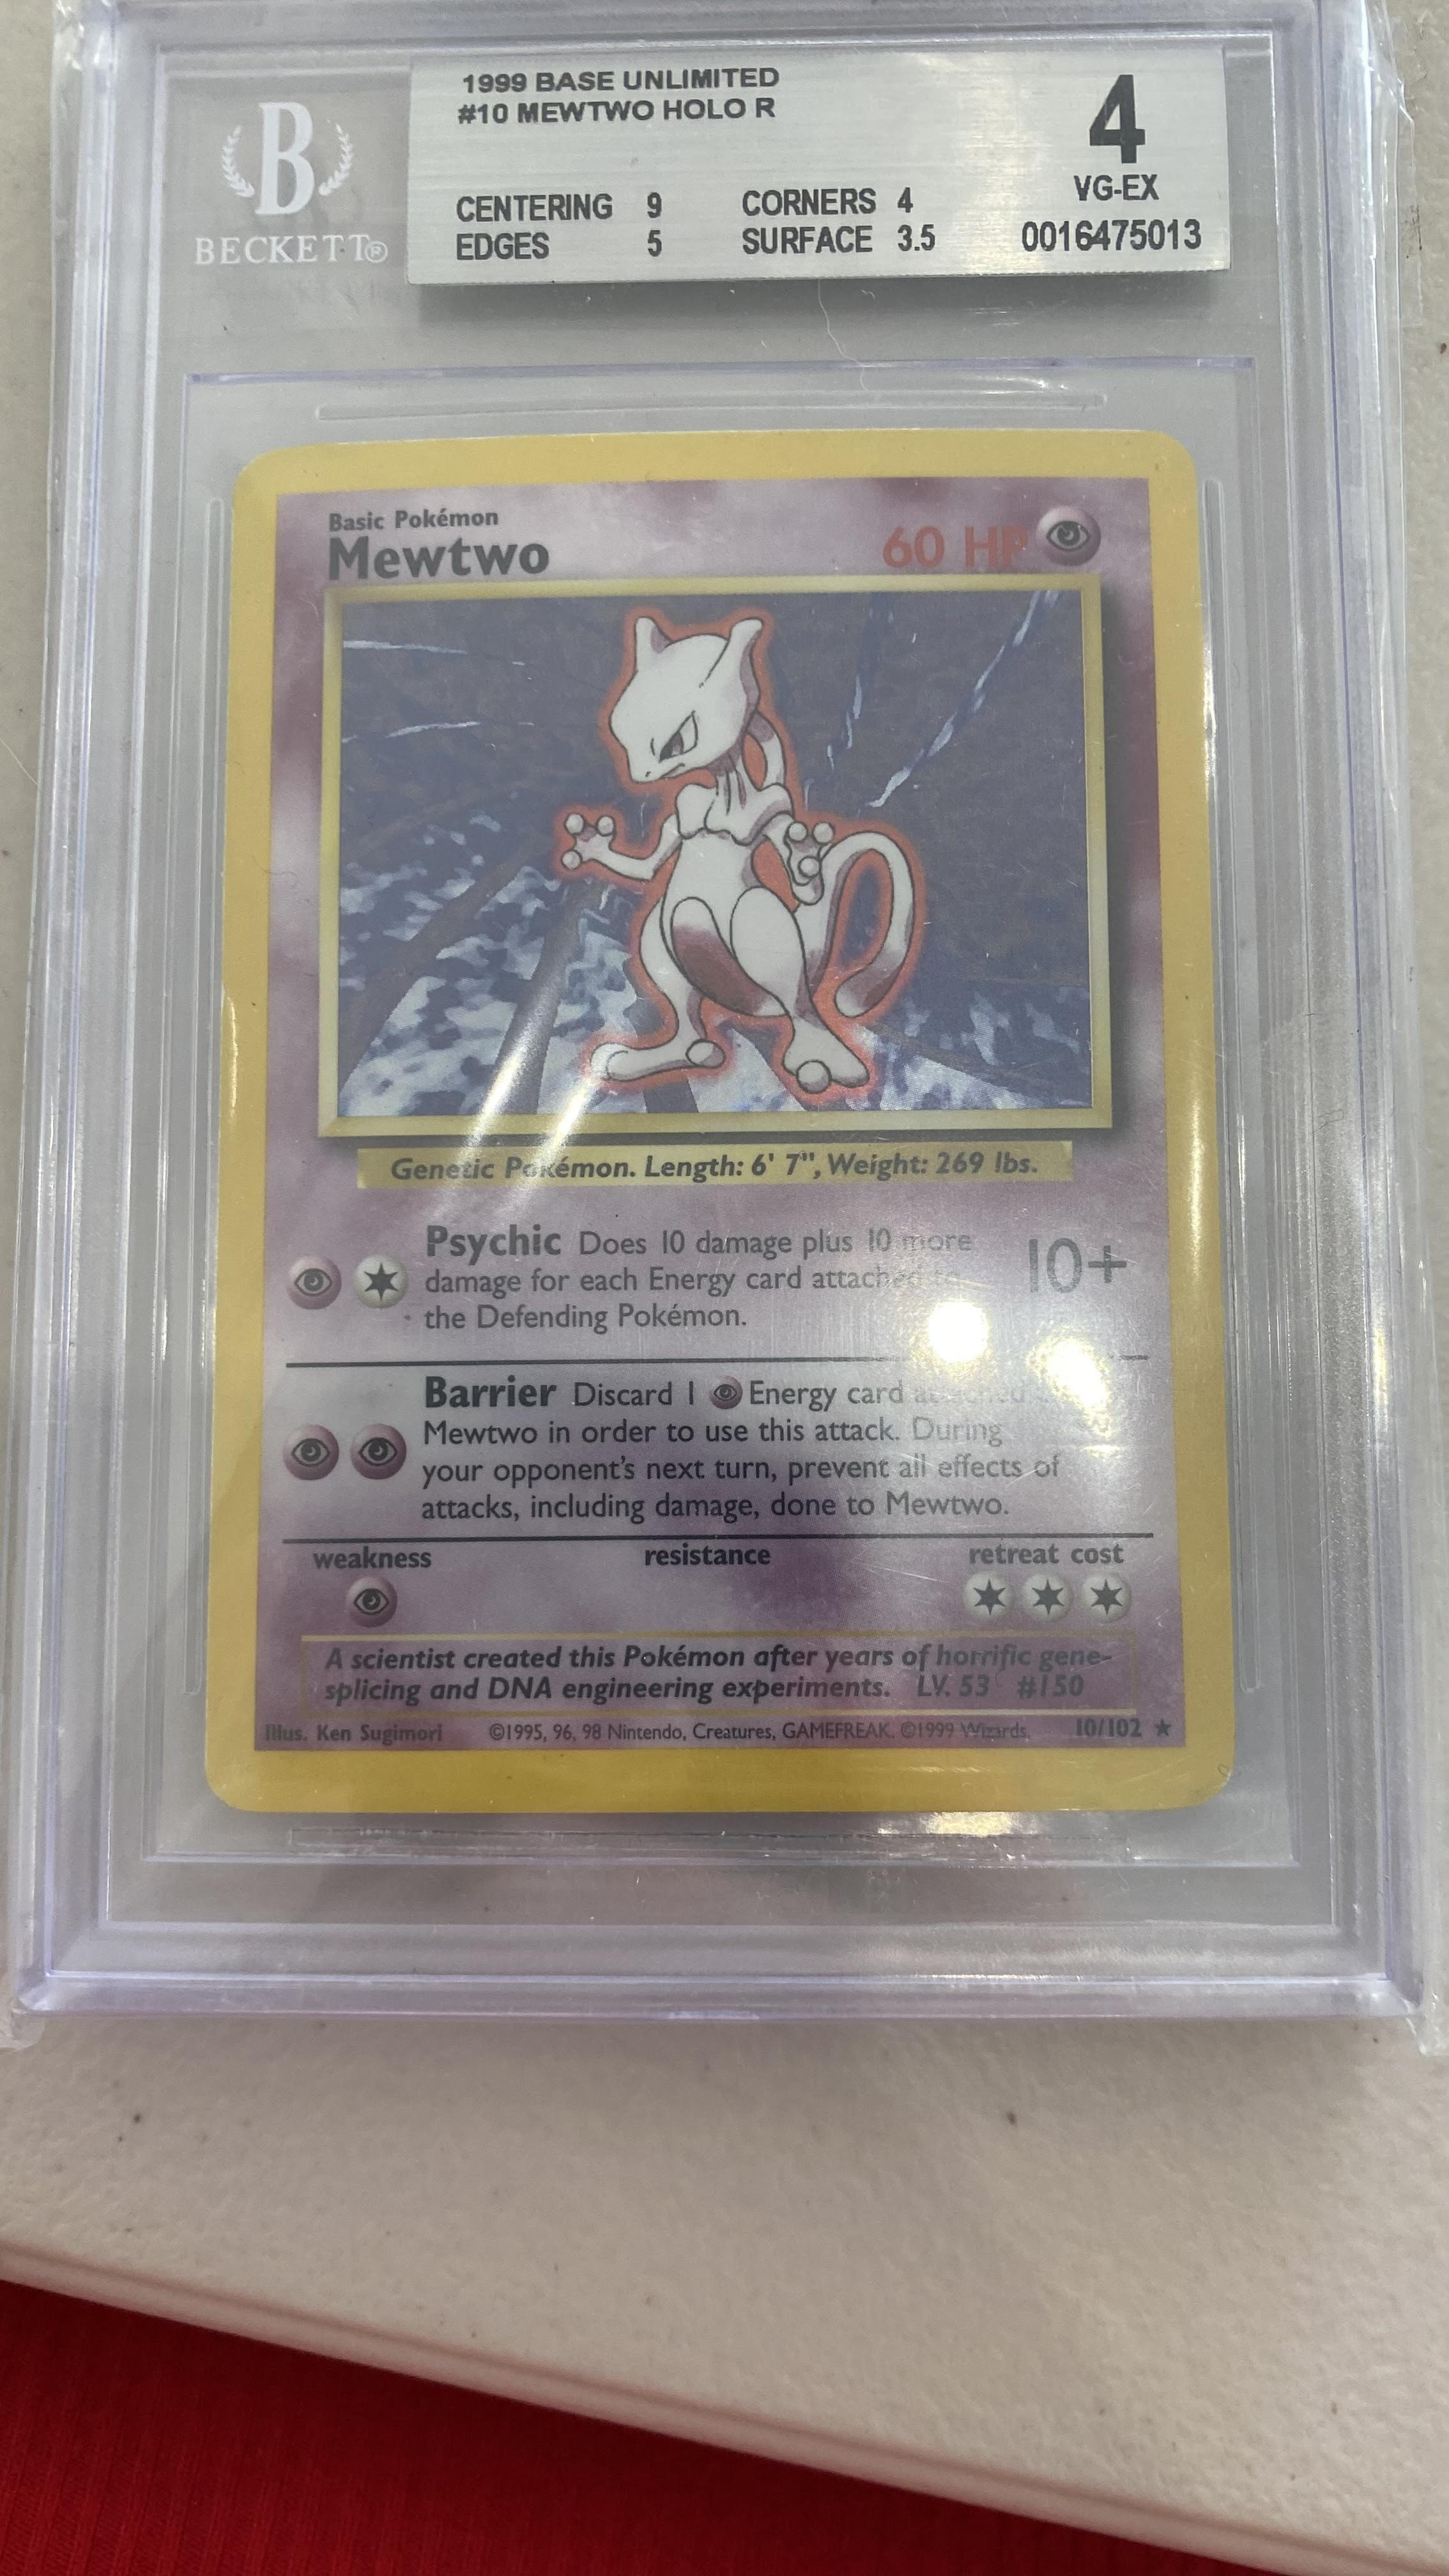 1999 BASE UNLIMITED
#10 MEWTWO HOLO R
4
VG-EX
CENTERING 9 CORNERS 4
EDGES 5 SURFACE 3.5
0016475013
B
BECKETT®
Basic Pokémon
Mewtwo 60 HP
Genetic Pokémon. Length: 6' 7", Weight: 269 lbs.
Psychic Does 10 damage plus 10 more
damage for each Energy card attached to
the Defending Pokémon.
10+
Barrier Discard 1 Energy card attached
Mewtwo in order to use this attack. During
your opponent's next turn, prevent all effects of
attacks, including damage, done to Mewtwo.
weakness resistance retreat cost
A scientist created this Pokémon after years of horrific gene-
splicing and DNA engineering experiments. LV. 53 #150
Illus. Ken Sugimori ©1995, 96, 98 Nintendo, Creatures, GAMEFREAK. ©1999 Wizards. 10/102 ★